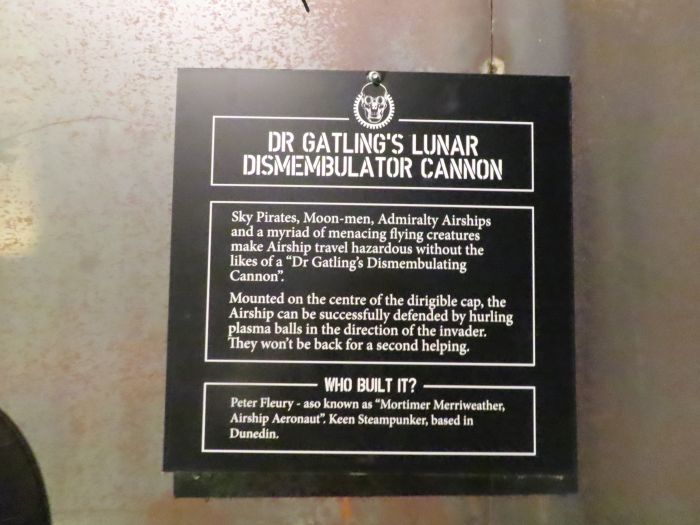 DR GATLING'S LUNAR
DISMEMBULATOR CANNON
Sky Pirates, Moon-men, Admiralty Airships
and a myriad of menacing flying creatures
make Airship travel hazardous without the
likes of a “Dr Gatling’s Dismembulating
Cannon”.
Mounted on the centre of the dirigible cap, the
Airship can be successfully defended by hurling
plasma balls in the direction of the invader.
They won’t be back for a second helping.
WHO BUILT IT?
Peter Fleury - aso known as “Mortimer Merriweather,
Airship Aeronaut”. Keen Steampunker, based in
Dunedin.